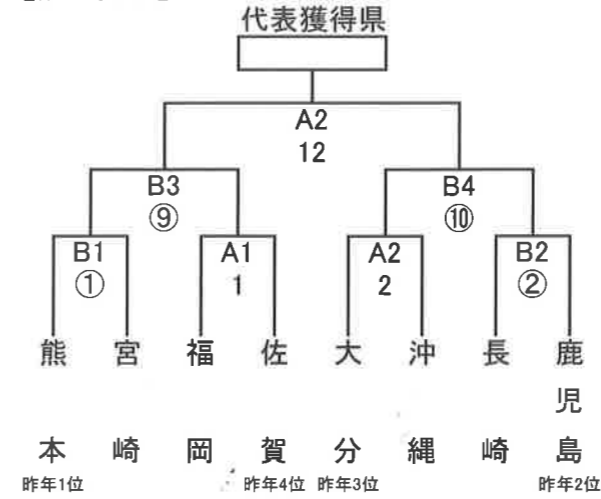 代表獲得県
A2
12
B3
⑨
B4
⑩
B1
①
A1
1
A2
2
B2
②
熊本
宮崎
福岡
佐賀
大分
沖縄
長崎
鹿児島
昨年1位
昨年4位
昨年3位
昨年2位